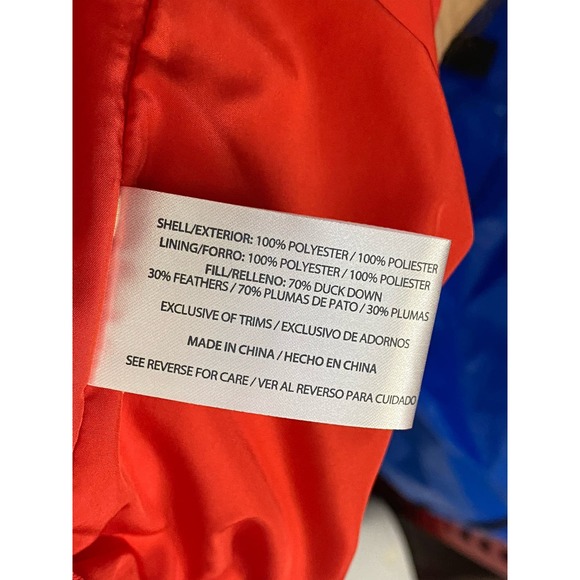 SHELL/EXTERIOR: 100% POLYESTER / 100% POLIESTER
LINING/FORRO: 100% POLYESTER / 100% POLIESTER
FILL/RELLENO: 70% DUCK DOWN
30% FEATHERS / 70% PLUMAS DE PATO / 30% PLUMAS
EXCLUSIVE OF TRIMS / EXCLUSIVO DE ADORNOS
MADE IN CHINA / HECHO EN CHINA
SEE REVERSE FOR CARE / VER AL REVERSO PARA CUIDADO